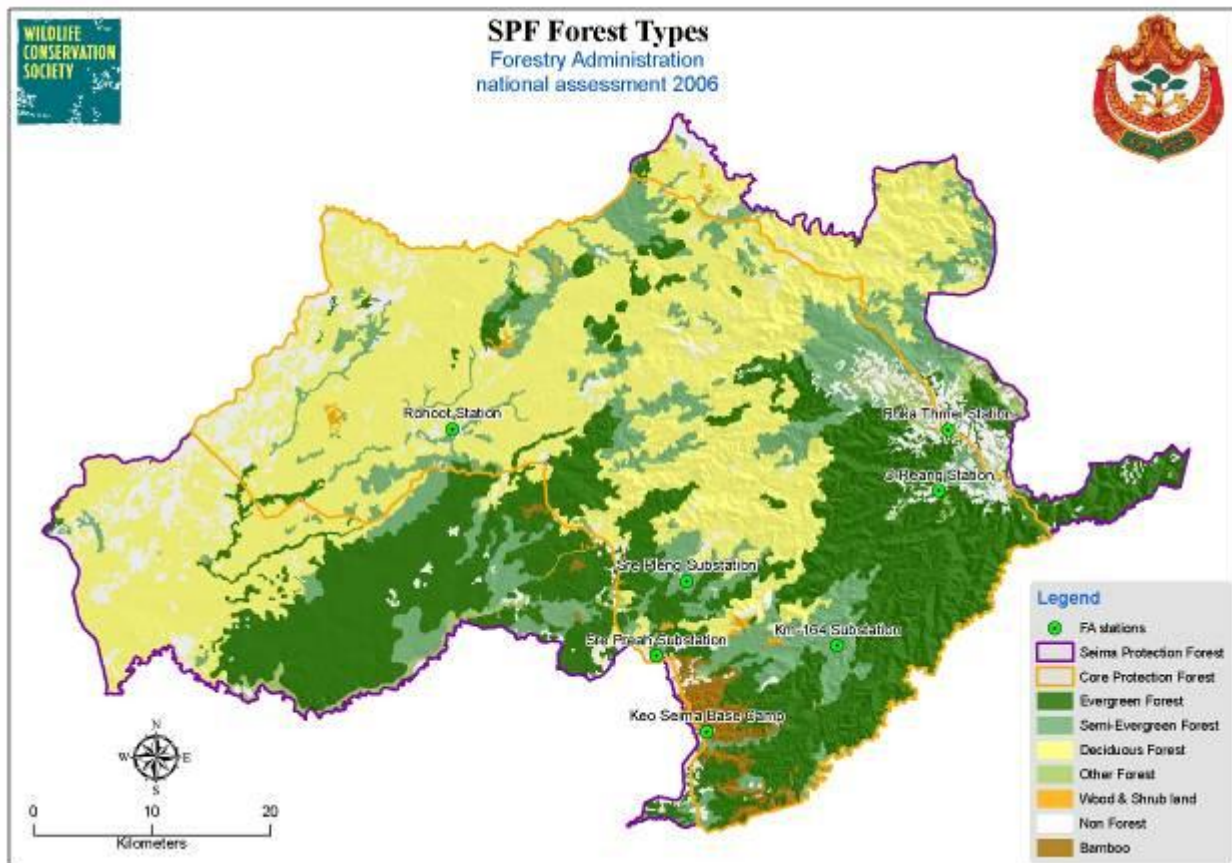 WILDLIFE
CONSERVATION
SOCIETY
SPF Forest Types
Forestry Administration
national assessment 2006
Rohoot Station
Roka Thmei Station
O Reang Station
Sre Pleng Substation
Sre Preah Substation
Km-164 Substation
Keo Seima Base Camp
N
W
E
S
0
10
20
Kilometers
Legend
FA stations
Seima Protection Forest
Core Protection Forest
Evergreen Forest
Semi-Evergreen Forest
Deciduous Forest
Other Forest
Wood & Shrub land
Non Forest
Bamboo